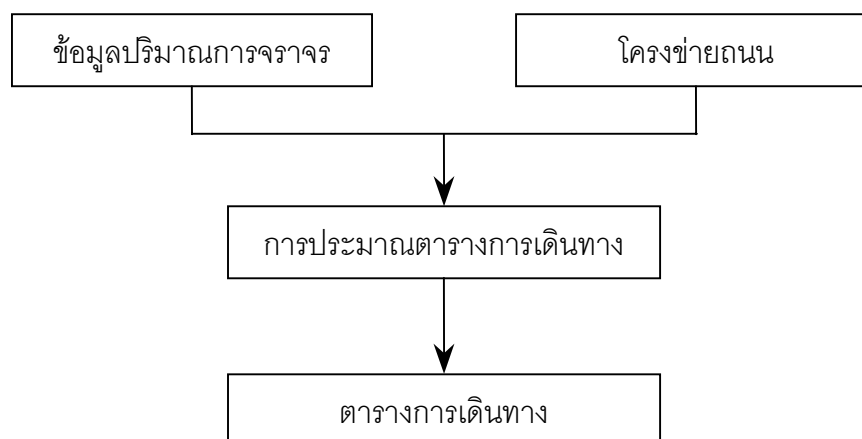 ข้อมูลปริมาณการจราจร
โครงข่ายถนน
การประมาณตารางการเดินทาง
ตารางการเดินทาง